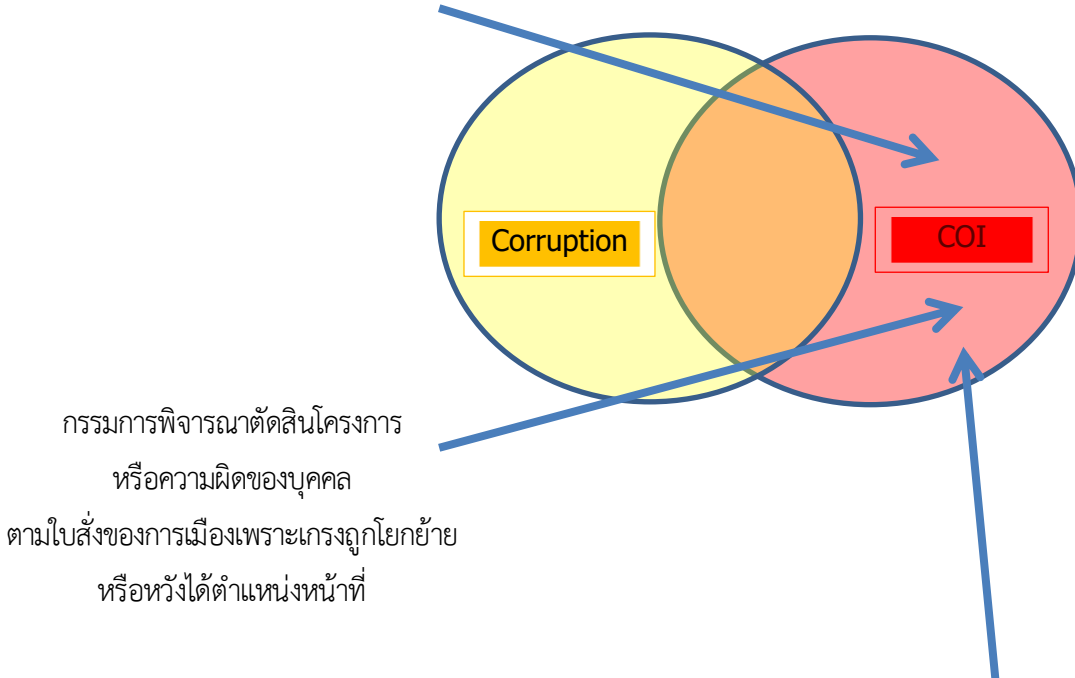 Corruption
COI
กรรมการพิจารณาตัดสินโครงการ
หรือความผิดของบุคคล
ตามใบสั่งของการเมืองเพราะเกรงถูกโยกย้าย
หรือหวังได้ตำแหน่งหน้าที่